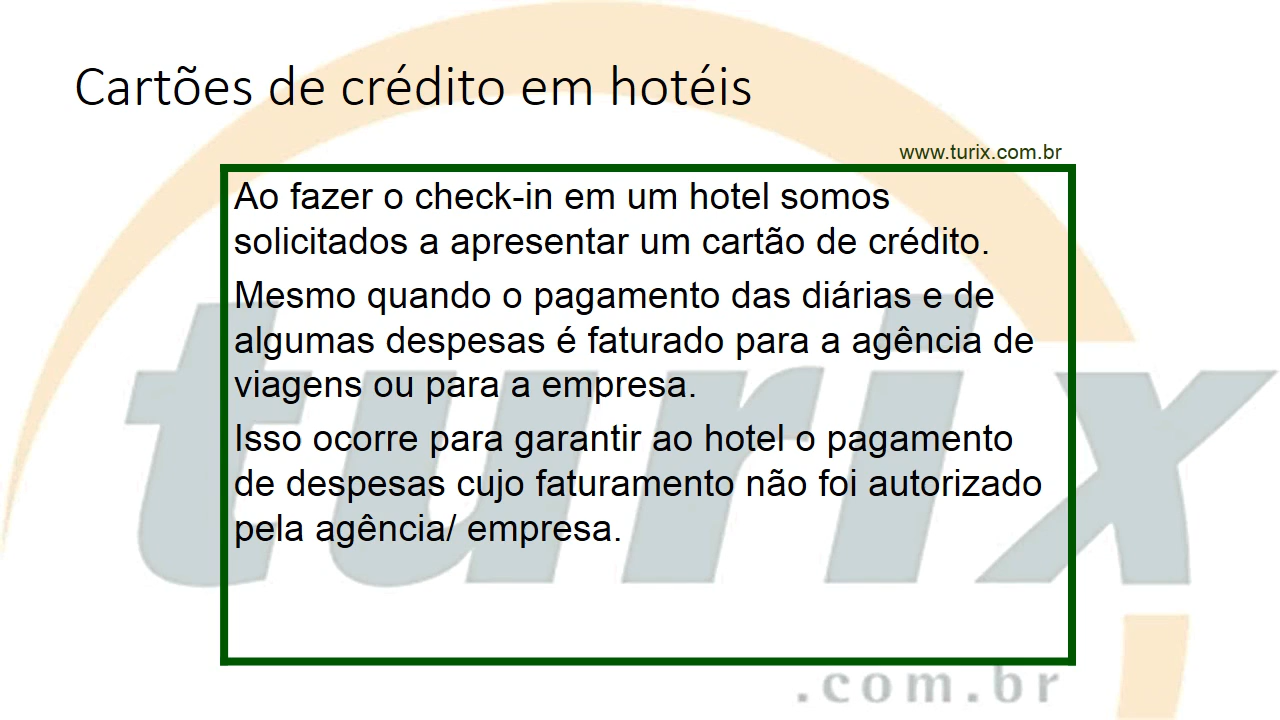 Cartões de crédito em hotéis
www.turix.com.br
Ao fazer o check-in em um hotel somos
solicitados a apresentar um cartão de crédito.
Mesmo quando o pagamento das diárias e de
algumas despesas é faturado para a agência de
viagens ou para a empresa.
Isso ocorre para garantir ao hotel o pagamento
de despesas cujo faturamento não foi autorizado
pela agência/ empresa.
turix
.com.br